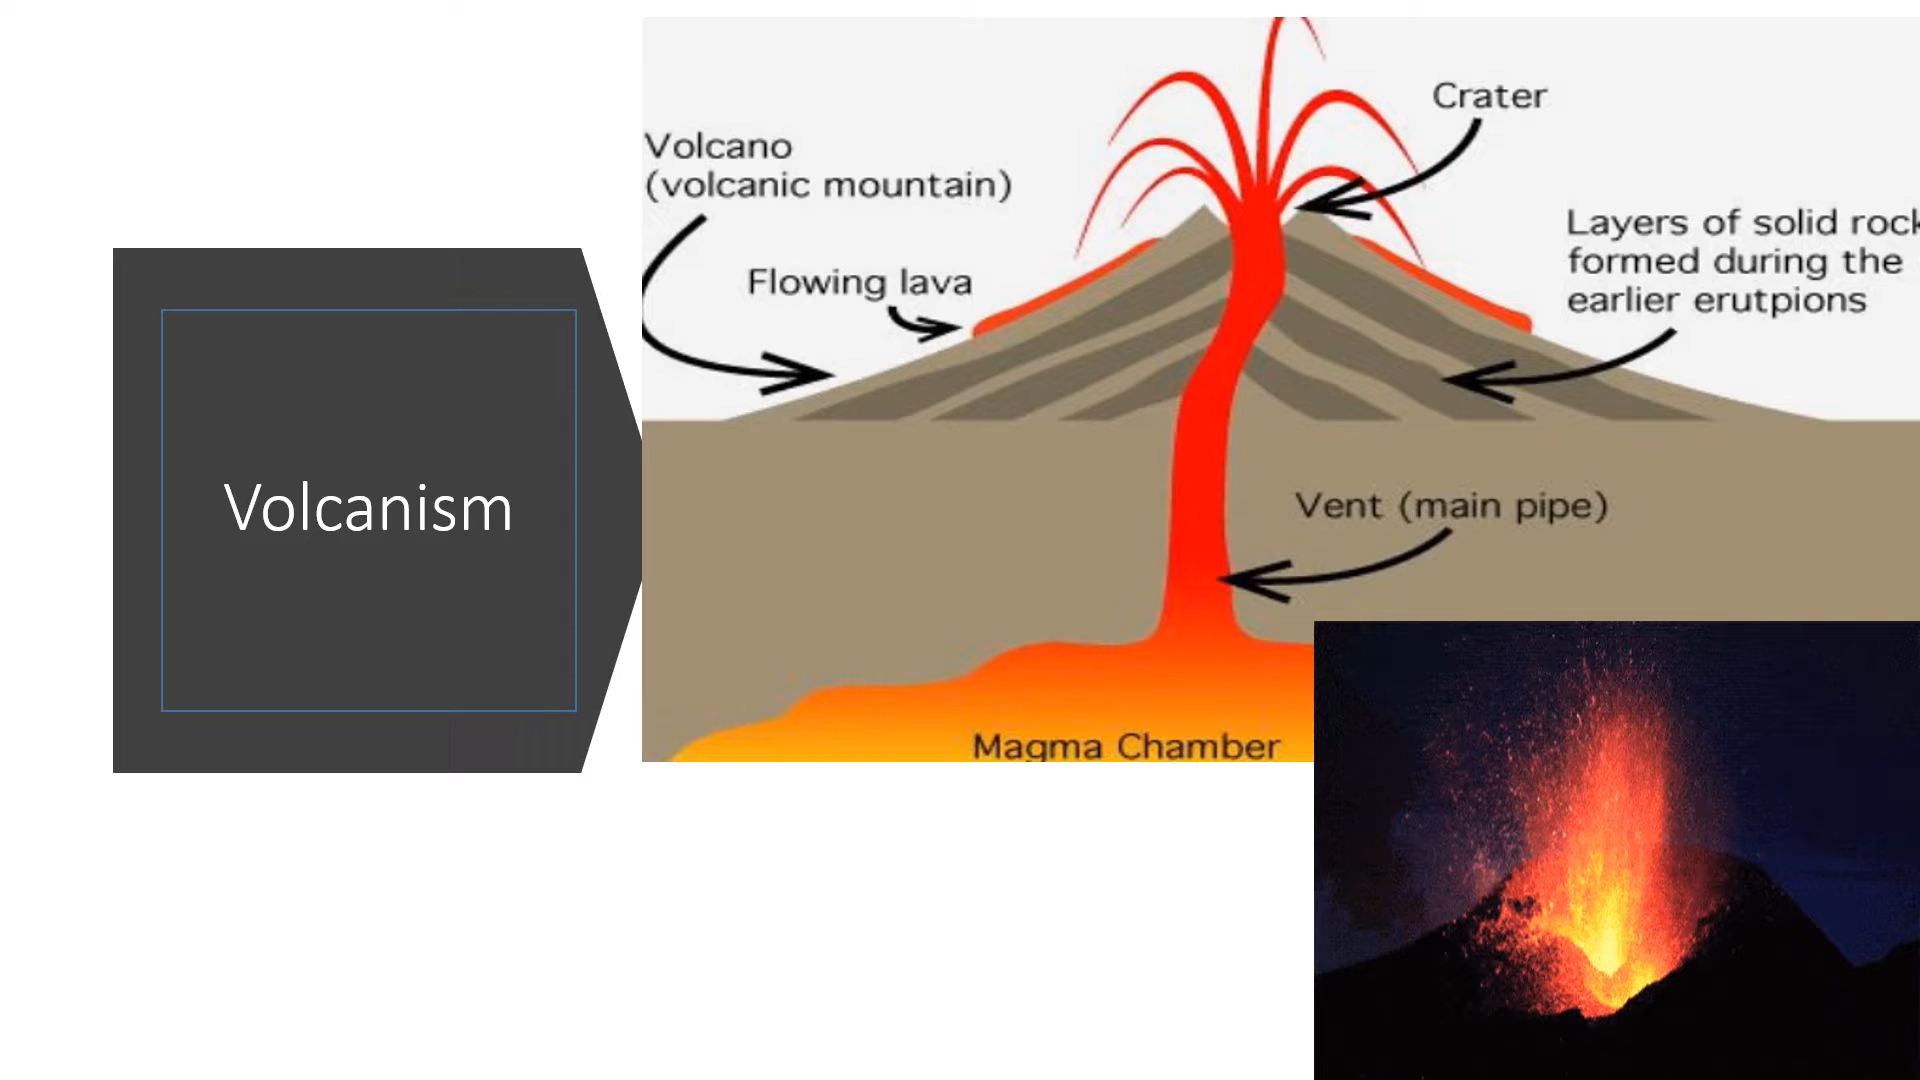 Volcanism
Volcano
(volcanic mountain)
Flowing lava
Crater
Layers of solid rock
formed during the
earlier erutpions
Vent (main pipe)
Magma Chamber